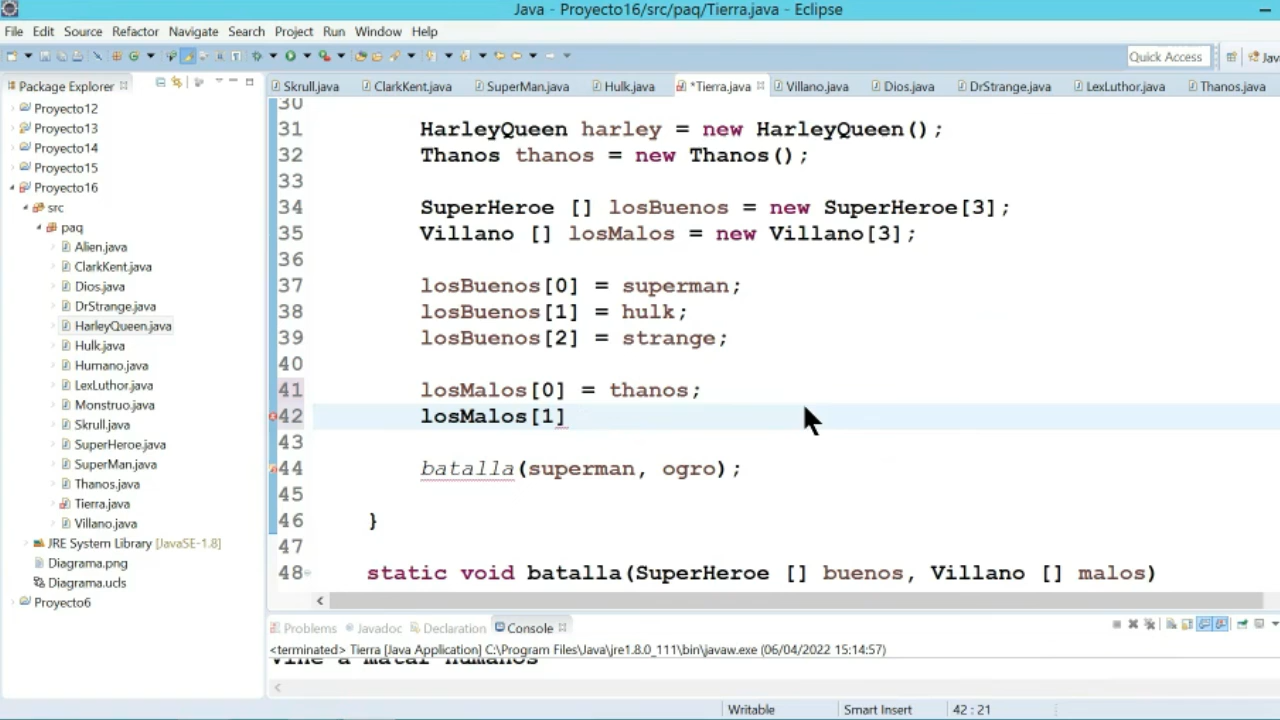 Java - Proyecto16/src/paq/Tierra.java - Eclipse
File Edit Source Refactor Navigate Search Project Run Window Help
Quick Access
Package Explorer
Skrull.java ClarkKent.java SuperMan.java Hulk.java *Tierra.java Villano.java Dios.java DrStrange.java LexLuthor.java Thanos.java
Proyecto12
Proyecto13
Proyecto14
Proyecto15
Proyecto16
src
paq
Alien.java
ClarkKent.java
Dios.java
DrStrange.java
HarleyQueen.java
Hulk.java
Humano.java
LexLuthor.java
Monstruo.java
Skrull.java
SuperHeroe.java
SuperMan.java
Thanos.java
Tierra.java
Villano.java
JRE System Library [JavaSE-1.8]
Diagrama.png
Diagrama.ucls
Proyecto6
30
31 HarleyQueen harley = new HarleyQueen();
32 Thanos thanos = new Thanos();
33
34 SuperHeroe [] losBuenos = new SuperHeroe[3];
35 Villano [] losMalos = new Villano[3];
36
37 losBuenos[0] = superman;
38 losBuenos[1] = hulk;
39 losBuenos[2] = strange;
40
41 losMalos[0] = thanos;
42 losMalos[1]
43
44 batalla(superman, ogro);
45
46 }
47
48 static void batalla(SuperHeroe [] buenos, Villano [] malos)
Problems Javadoc Declaration Console
<terminated> Tierra [Java Application] C:\Program Files\Java\jre1.8.0_111\bin\javaw.exe (06/04/2022 15:14:57)
vine a matar humanos
Writable Smart Insert 42 : 21